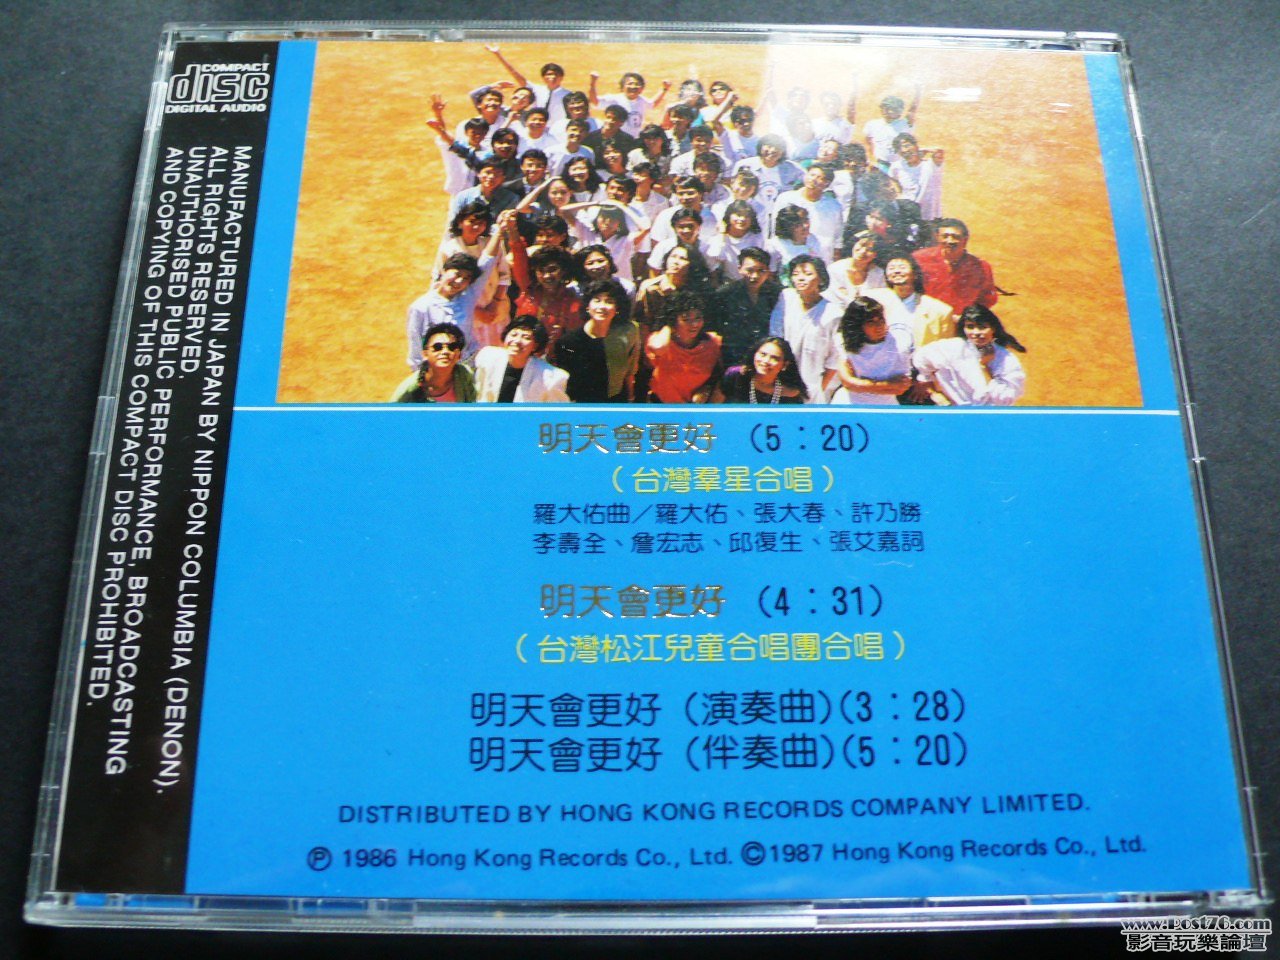 COMPACT
disc
DIGITAL AUDIO
MANUFACTURED IN JAPAN BY NIPPON COLUMBIA (DENON).
ALL RIGHTS RESERVED.
UNAUTHORISED PUBLIC PERFORMANCE, BROADCASTING
AND COPYING OF THIS COMPACT DISC PROHIBITED.
明天會更好 (5：20)
(台灣羣星合唱)
羅大佑曲／羅大佑、張大春、許乃勝
李壽全、詹宏志、邱復生、張艾嘉詞
明天會更好 (4：31)
(台灣松江兒童合唱團合唱)
明天會更好 (演奏曲)(3：28)
明天會更好 (伴奏曲)(5：20)
DISTRIBUTED BY HONG KONG RECORDS COMPANY LIMITED.
Ⓟ 1986 Hong Kong Records Co., Ltd. ©1987 Hong Kong Records Co., Ltd.
www.Post76.com
影音玩樂論壇